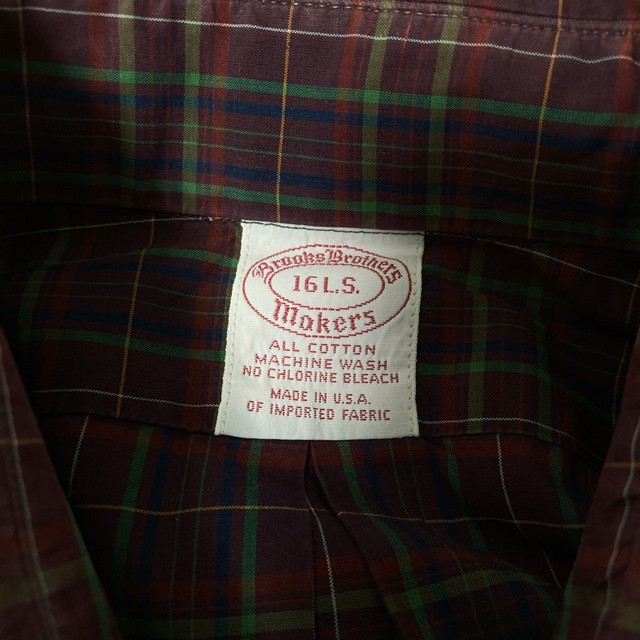 Brooks Brothers
16 L.S.
Makers
ALL COTTON
MACHINE WASH
NO CHLORINE BLEACH
MADE IN U.S.A.
OF IMPORTED FABRIC